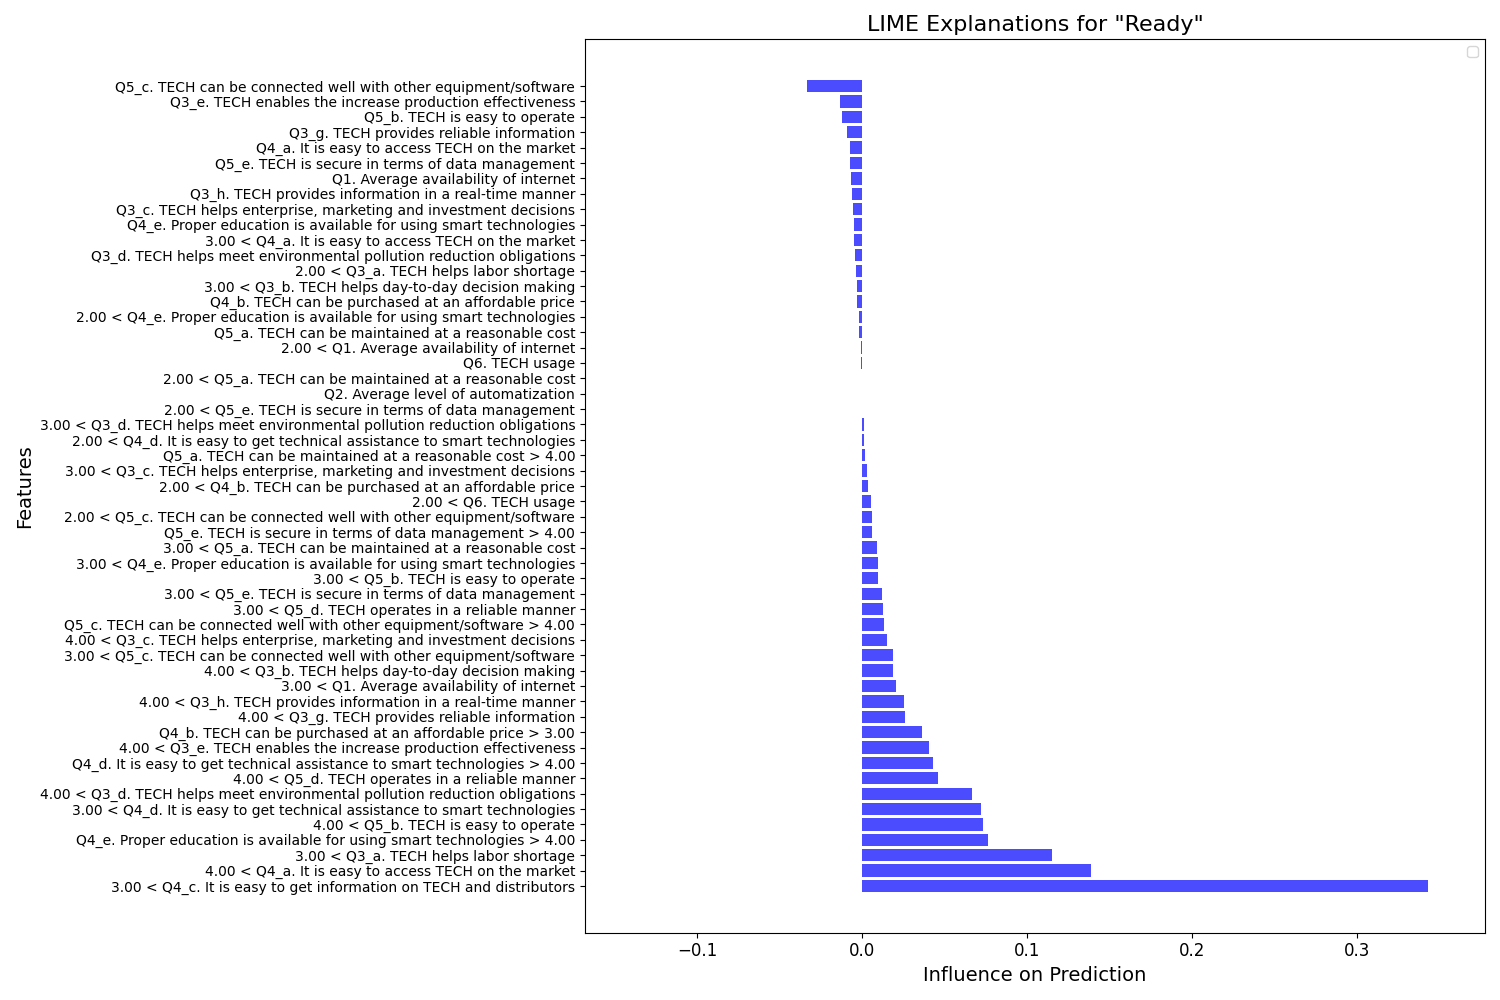 LIME Explanations for "Ready"
Q5_c. TECH can be connected well with other equipment/software
Q3_e. TECH enables the increase production effectiveness
Q5_b. TECH is easy to operate
Q3_g. TECH provides reliable information
Q4_a. It is easy to access TECH on the market
Q5_e. TECH is secure in terms of data management
Q1. Average availability of internet
Q3_h. TECH provides information in a real-time manner
Q3_c. TECH helps enterprise, marketing and investment decisions
Q4_e. Proper education is available for using smart technologies
3.00 < Q4_a. It is easy to access TECH on the market
Q3_d. TECH helps meet environmental pollution reduction obligations
2.00 < Q3_a. TECH helps labor shortage
3.00 < Q3_b. TECH helps day-to-day decision making
Q4_b. TECH can be purchased at an affordable price
2.00 < Q4_e. Proper education is available for using smart technologies
Q5_a. TECH can be maintained at a reasonable cost
2.00 < Q1. Average availability of internet
Q6. TECH usage
2.00 < Q5_a. TECH can be maintained at a reasonable cost
Q2. Average level of automatization
2.00 < Q5_e. TECH is secure in terms of data management
3.00 < Q3_d. TECH helps meet environmental pollution reduction obligations
2.00 < Q4_d. It is easy to get technical assistance to smart technologies
Q5_a. TECH can be maintained at a reasonable cost > 4.00
3.00 < Q3_c. TECH helps enterprise, marketing and investment decisions
2.00 < Q4_b. TECH can be purchased at an affordable price
2.00 < Q6. TECH usage
2.00 < Q5_c. TECH can be connected well with other equipment/software
Q5_e. TECH is secure in terms of data management > 4.00
3.00 < Q5_a. TECH can be maintained at a reasonable cost
3.00 < Q4_e. Proper education is available for using smart technologies
3.00 < Q5_b. TECH is easy to operate
3.00 < Q5_e. TECH is secure in terms of data management
3.00 < Q5_d. TECH operates in a reliable manner
Q5_c. TECH can be connected well with other equipment/software > 4.00
4.00 < Q3_c. TECH helps enterprise, marketing and investment decisions
3.00 < Q5_c. TECH can be connected well with other equipment/software
4.00 < Q3_b. TECH helps day-to-day decision making
3.00 < Q1. Average availability of internet
4.00 < Q3_h. TECH provides information in a real-time manner
4.00 < Q3_g. TECH provides reliable information
Q4_b. TECH can be purchased at an affordable price > 3.00
4.00 < Q3_e. TECH enables the increase production effectiveness
Q4_d. It is easy to get technical assistance to smart technologies > 4.00
4.00 < Q5_d. TECH operates in a reliable manner
4.00 < Q3_d. TECH helps meet environmental pollution reduction obligations
3.00 < Q4_d. It is easy to get technical assistance to smart technologies
4.00 < Q5_b. TECH is easy to operate
Q4_e. Proper education is available for using smart technologies > 4.00
3.00 < Q3_a. TECH helps labor shortage
4.00 < Q4_a. It is easy to access TECH on the market
3.00 < Q4_c. It is easy to get information on TECH and distributors
Features
−0.1 0.0 0.1 0.2 0.3
Influence on Prediction